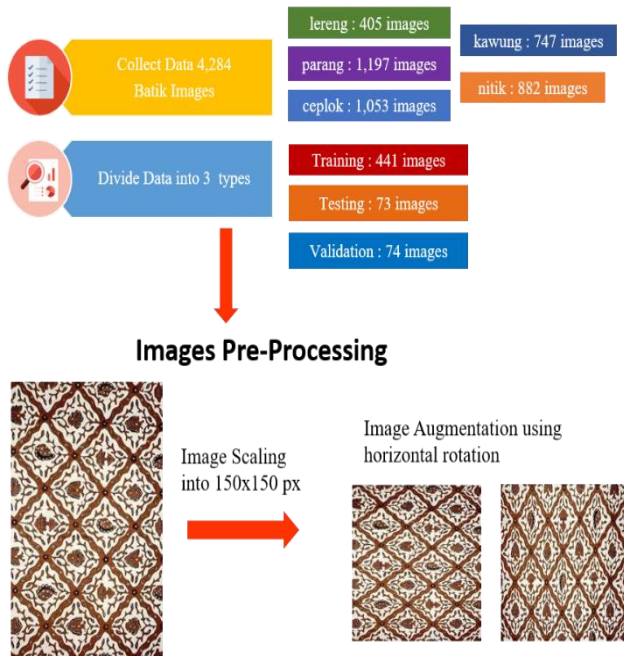 Collect Data 4,284
Batik Images
lereng : 405 images
parang : 1,197 images
ceplok : 1,053 images
kawung : 747 images
nitik : 882 images
Divide Data into 3 types
Training : 441 images
Testing : 73 images
Validation : 74 images
Images Pre-Processing
Image Scaling
into 150x150 px
Image Augmentation using
horizontal rotation